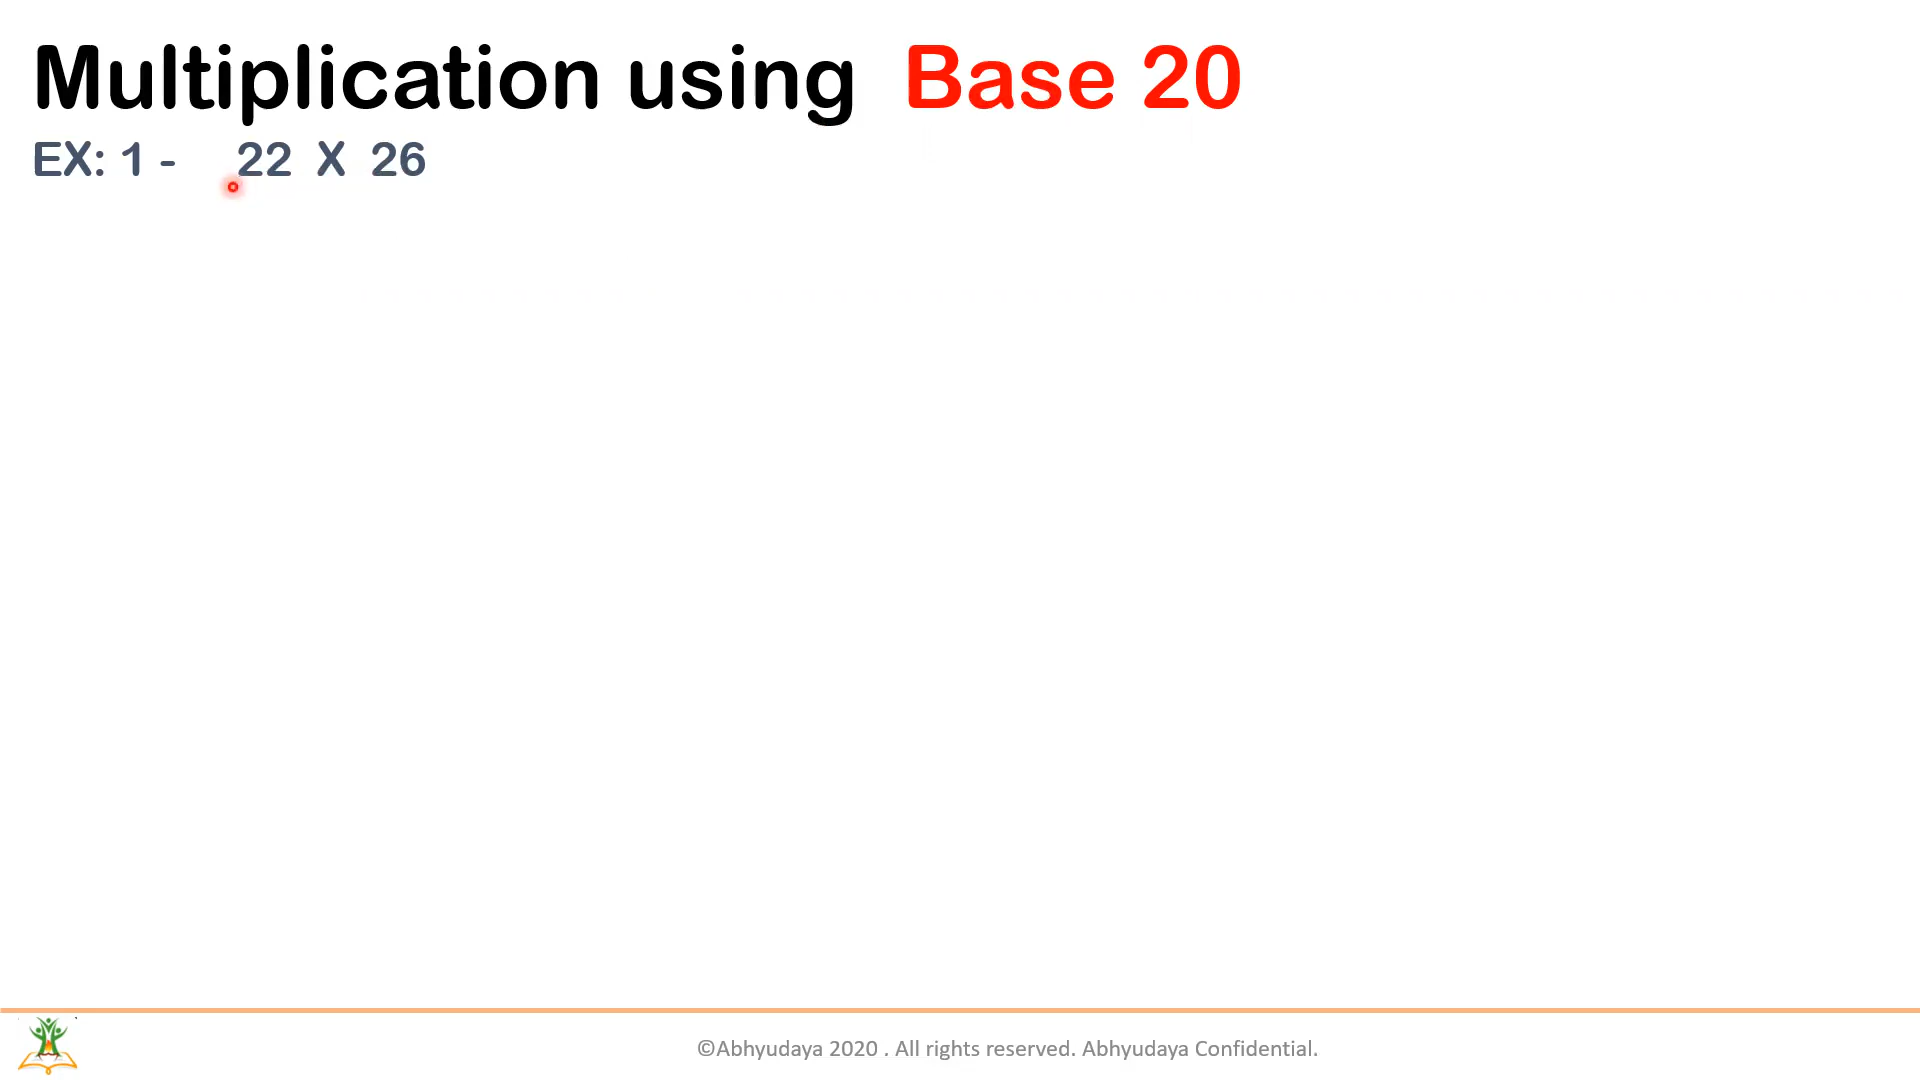 Multiplication using Base 20
EX: 1 - 22 X 26
©Abhyudaya 2020 . All rights reserved. Abhyudaya Confidential.